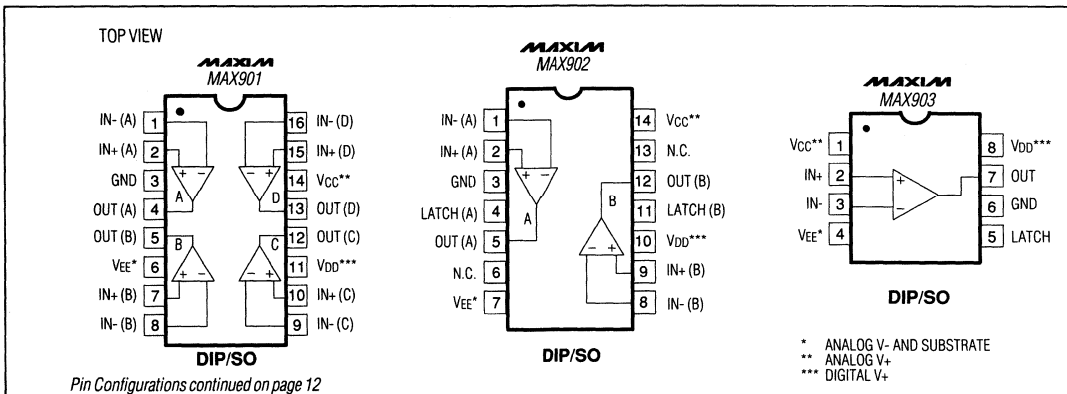 TOP VIEW
MAXIM
MAX901
IN- (A) 1
IN+ (A) 2
GND 3
OUT (A) 4
OUT (B) 5
VEE* 6
IN+ (B) 7
IN- (B) 8
16 IN- (D)
15 IN+ (D)
14 VCC**
13 OUT (D)
12 OUT (C)
11 VDD***
10 IN+ (C)
9 IN- (C)
+ -
A
- +
D
B
+ -
C
- +
DIP/SO
Pin Configurations continued on page 12
MAXIM
MAX902
IN- (A) 1
IN+ (A) 2
GND 3
LATCH (A) 4
OUT (A) 5
N.C. 6
VEE* 7
14 VCC**
13 N.C.
12 OUT (B)
11 LATCH (B)
10 VDD***
9 IN+ (B)
8 IN- (B)
+ -
A
B
- +
DIP/SO
MAXIM
MAX903
VCC** 1
IN+ 2
IN- 3
VEE* 4
8 VDD***
7 OUT
6 GND
5 LATCH
+
-
DIP/SO
* ANALOG V- AND SUBSTRATE
** ANALOG V+
*** DIGITAL V+